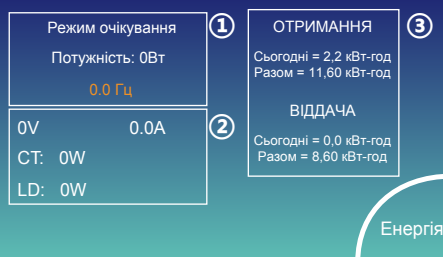 Режим очікування
Потужність: 0Вт
0.0 Гц
①
0V 0.0A
CT: 0W
LD: 0W
②
ОТРИМАННЯ
Сьогодні = 2,2 кВт-год
Разом = 11,60 кВт-год
ВІДДАЧА
Сьогодні = 0,0 кВт-год
Разом = 8,60 кВт-год
③
Енергія